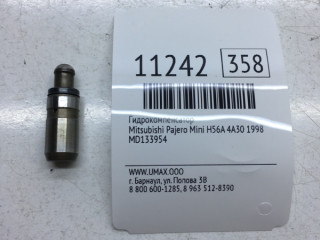 11242 358
Гидрокомпенсатор
Mitsubishi Pajero Mini H56A 4A30 1998
MD133954
WWW.UMAX.OOO
г. Барнаул, ул. Попова 3В
8 800 600-1285, 8 963 512-8390